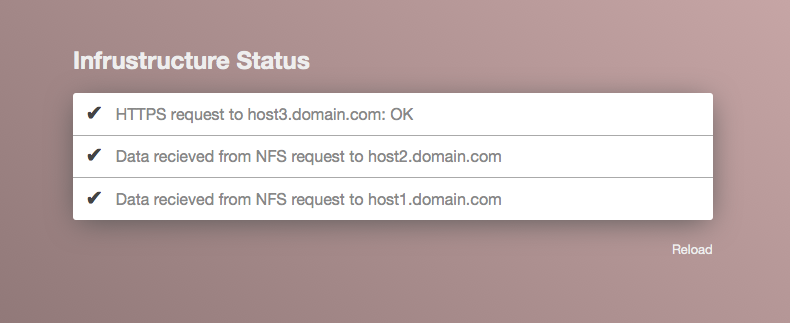 Infrustructure Status
✔ HTTPS request to host3.domain.com: OK
✔ Data recieved from NFS request to host2.domain.com
✔ Data recieved from NFS request to host1.domain.com
Reload